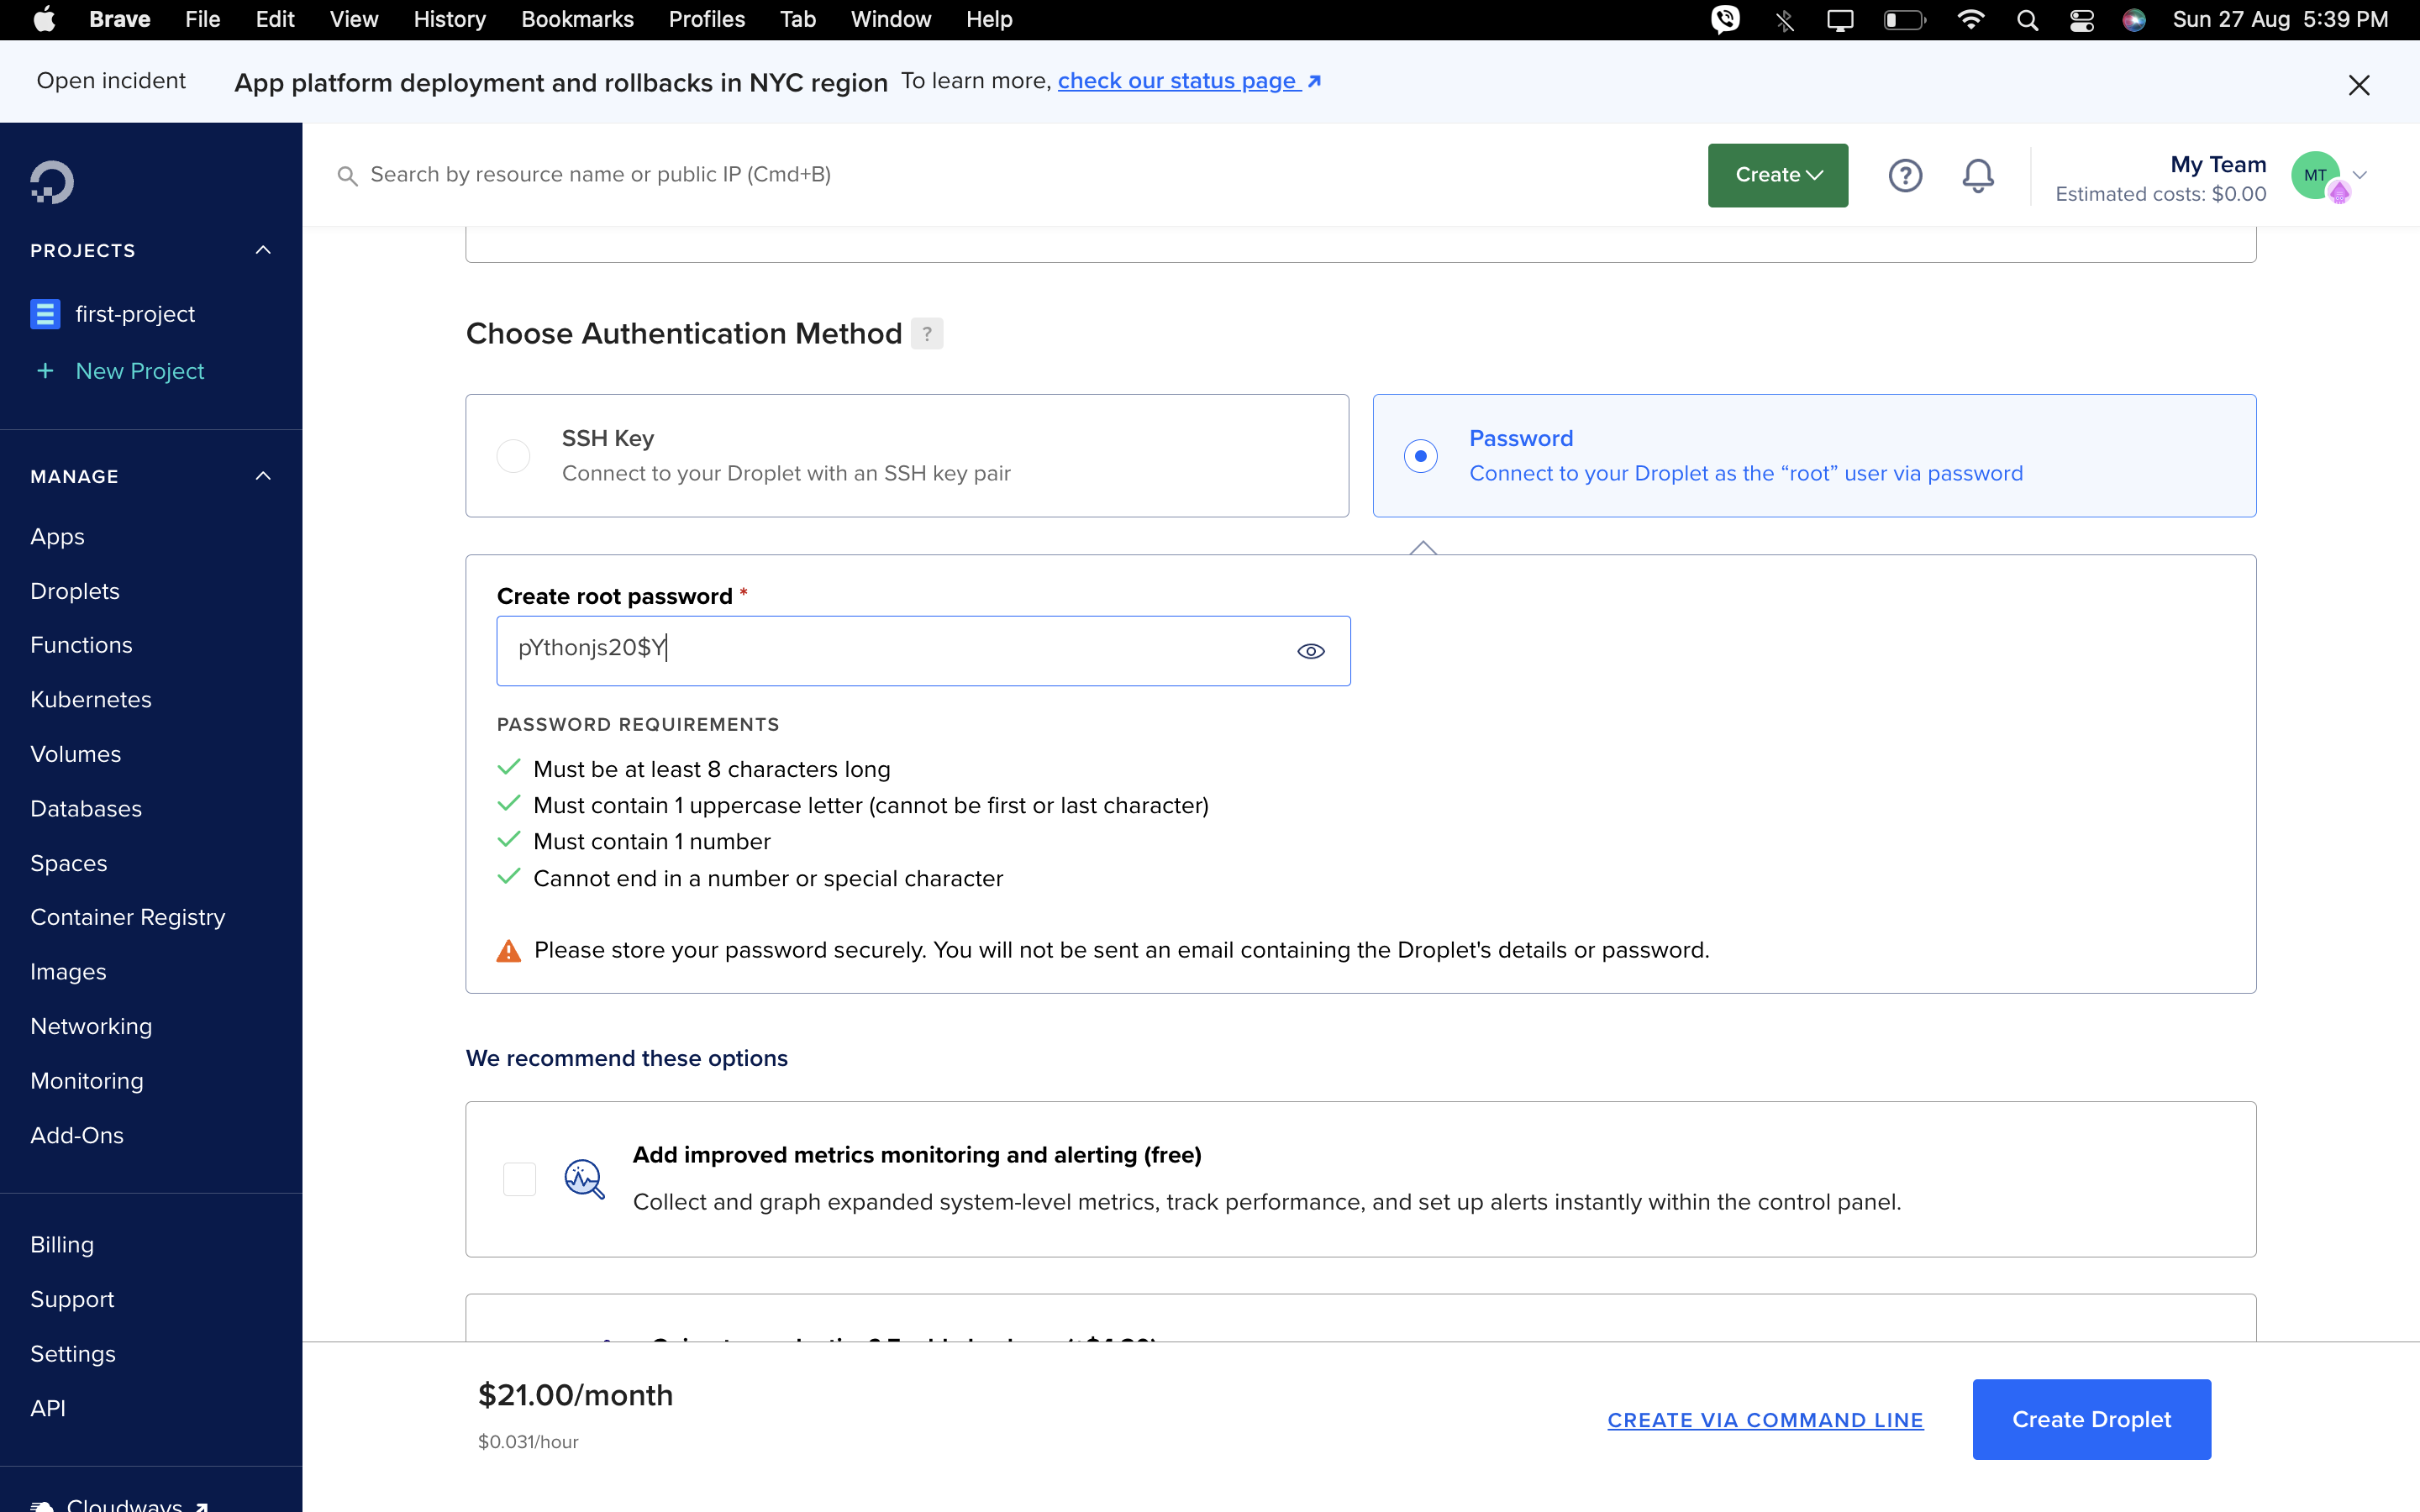 Brave File Edit View History Bookmarks Profiles Tab Window Help Sun 27 Aug 5:39 PM
Open incident App platform deployment and rollbacks in NYC region To learn more, check our status page
Search by resource name or public IP (Cmd+B)
Create
?
My Team
Estimated costs: $0.00
MT
PROJECTS
first-project
+ New Project
MANAGE
Apps
Droplets
Functions
Kubernetes
Volumes
Databases
Spaces
Container Registry
Images
Networking
Monitoring
Add-Ons
Billing
Support
Settings
API
Cloudways
Choose Authentication Method ?
SSH Key
Connect to your Droplet with an SSH key pair
Password
Connect to your Droplet as the “root” user via password
Create root password *
pYthonjs20$Y
PASSWORD REQUIREMENTS
Must be at least 8 characters long
Must contain 1 uppercase letter (cannot be first or last character)
Must contain 1 number
Cannot end in a number or special character
Please store your password securely. You will not be sent an email containing the Droplet's details or password.
We recommend these options
Add improved metrics monitoring and alerting (free)
Collect and graph expanded system-level metrics, track performance, and set up alerts instantly within the control panel.
$21.00/month
$0.031/hour
CREATE VIA COMMAND LINE
Create Droplet